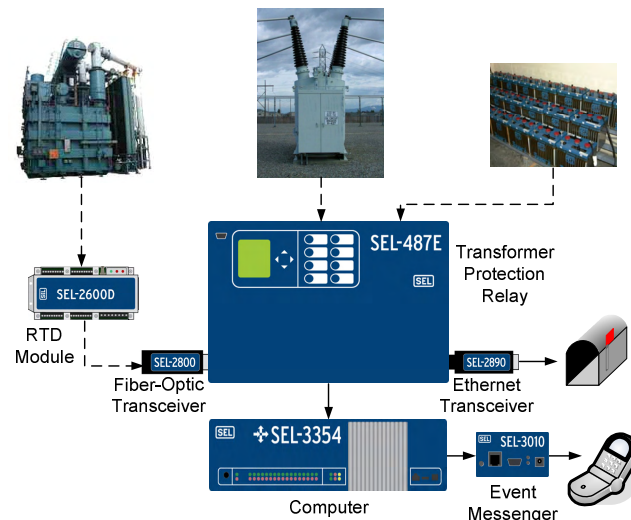 SEL-487E
SEL
Transformer
Protection
Relay
SEL
SEL-2600D
RTD
Module
SEL-2800
Fiber-Optic
Transceiver
SEL-2890
Ethernet
Transceiver
SEL
SEL-3354
Computer
SEL
SEL-3010
Event
Messenger